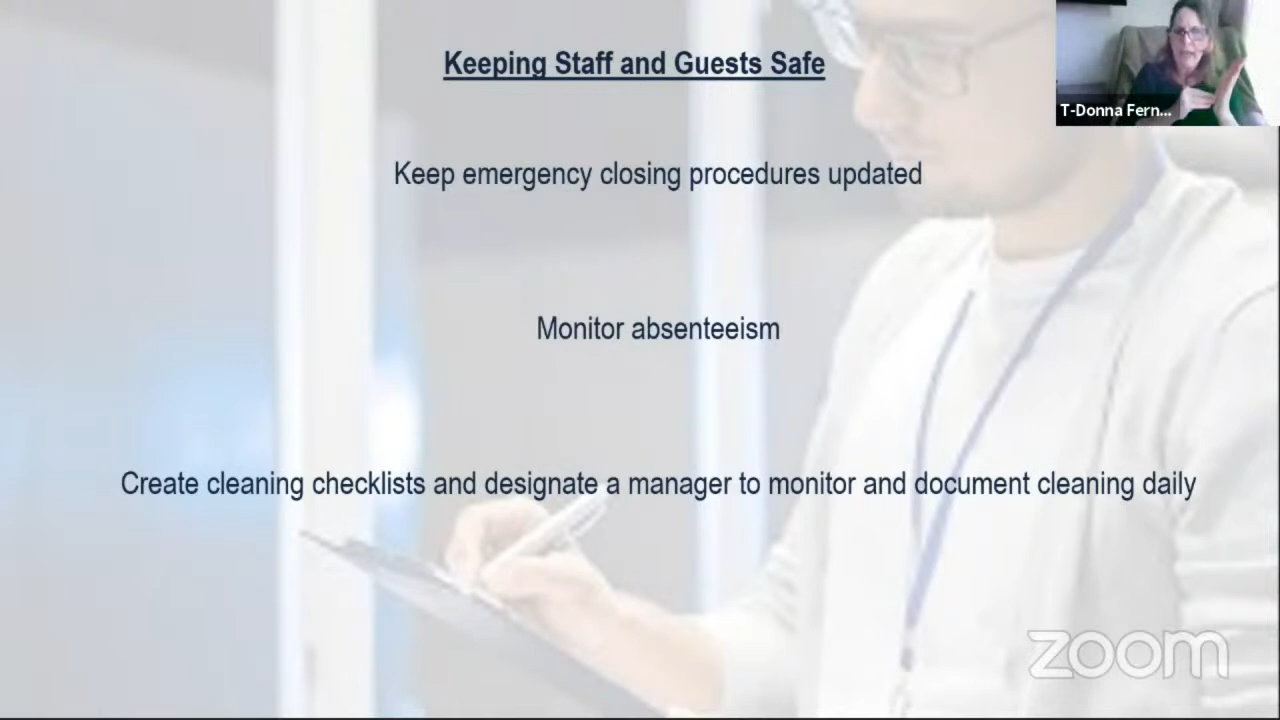 Keeping Staff and Guests Safe
T-Donna Fern...
Keep emergency closing procedures updated
Monitor absenteeism
Create cleaning checklists and designate a manager to monitor and document cleaning daily
zoom